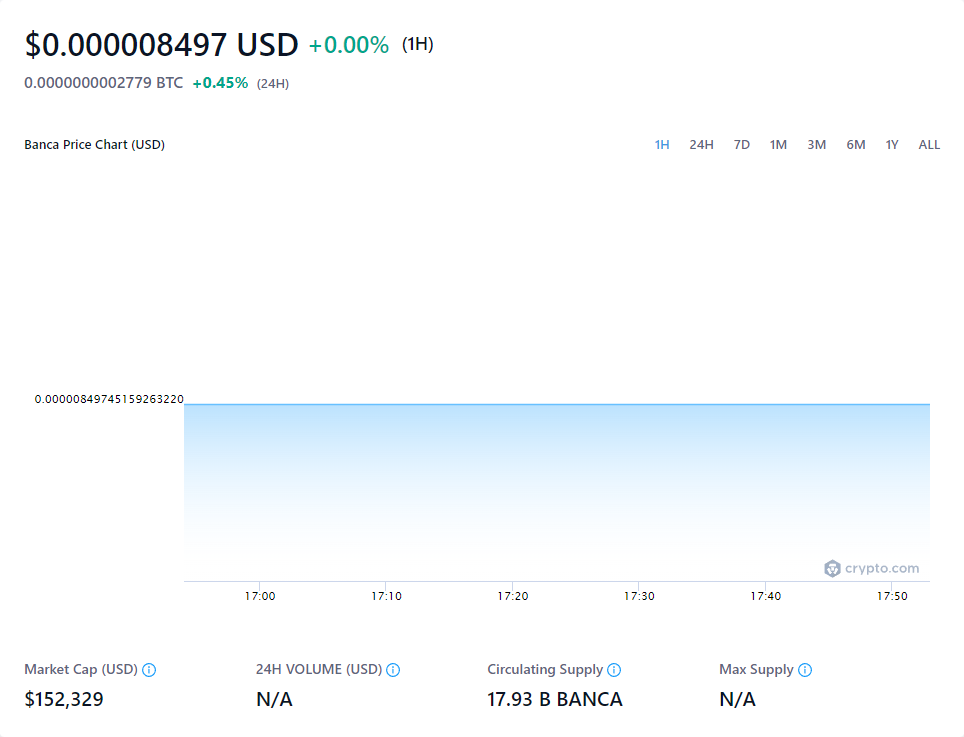 $0.000008497 USD +0.00% (1H)
0.0000000002779 BTC +0.45% (24H)
Banca Price Chart (USD) 1H 24H 7D 1M 3M 6M 1Y ALL
0.00000849745159263220
crypto.com
17:00 17:10 17:20 17:30 17:40 17:50
Market Cap (USD) 24H VOLUME (USD) Circulating Supply Max Supply
$152,329 N/A 17.93 B BANCA N/A